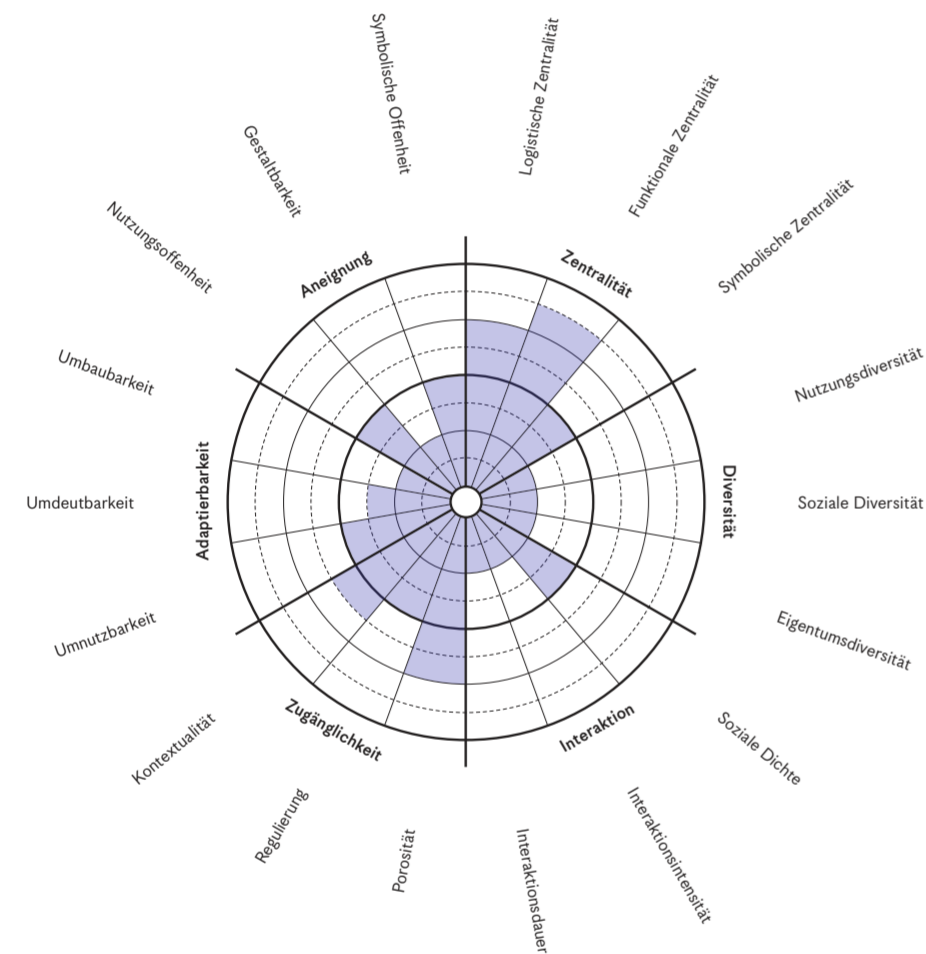 Symbolische Offenheit
Logistische Zentralität
Funktionale Zentralität
Symbolische Zentralität
Nutzungsdiversität
Soziale Diversität
Eigentumsdiversität
Soziale Dichte
Interaktionsintensität
Interaktionsdauer
Porosität
Regulierung
Kontextualität
Umnutzbarkeit
Umdeutbarkeit
Umbaubarkeit
Nutzungsoffenheit
Gestaltbarkeit
Aneignung
Zentralität
Diversität
Interaktion
Zugänglichkeit
Adaptierbarkeit